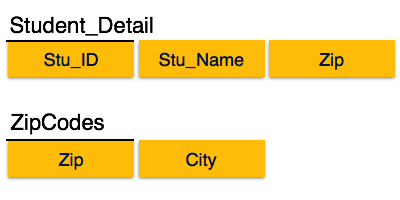 Student_Detail
Stu_ID Stu_Name Zip
ZipCodes
Zip City